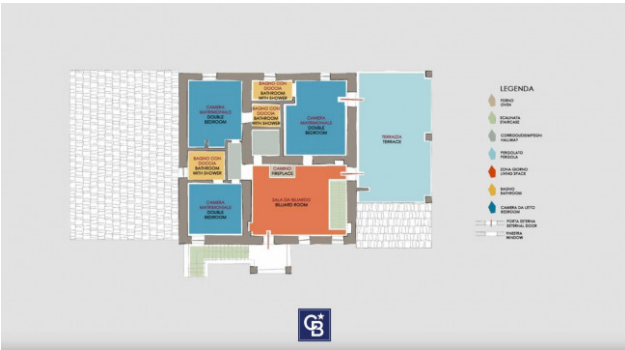 BAGNO CON
DOCCIA
BATHROOM
WITH SHOWER
CAMERA
MATRIMONIALE
DOUBLE
BEDROOM
BAGNO CON
DOCCIA
BATHROOM
WITH SHOWER
CAMERA
MATRIMONIALE
DOUBLE
BEDROOM
TERRAZZA
TERRACE
BAGNO CON
DOCCIA
BATHROOM
WITH SHOWER
CAMINO
FIREPLACE
CAMERA
MATRIMONIALE
DOUBLE
BEDROOM
SALA DA BILIARDO
BILLIARD ROOM
LEGENDA
FORNO
OVEN
SCALINATA
STAIRCASE
HALLWAY
PERGOLATO
PERGOLA
ZONA GIORNO
LIVING SPACE
BAGNO
BATHROOM
CAMERA DA LETTO
BEDROOM
PORTA ESTERNA
EXTERNAL DOOR
FINESTRA
WINDOW
CB